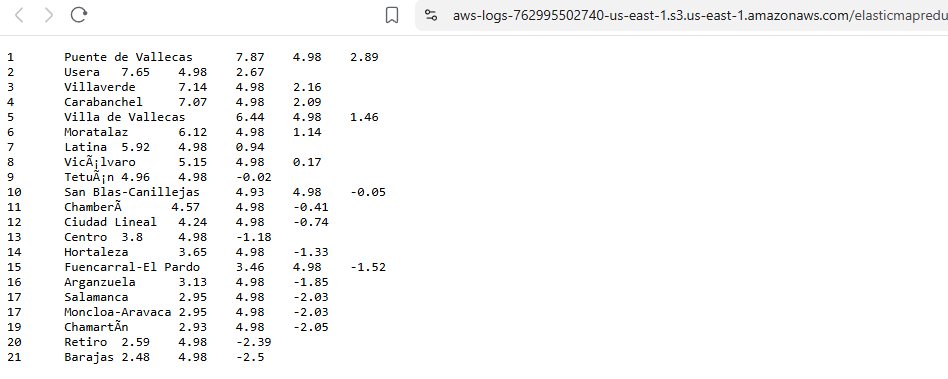 aws-logs-762995502740-us-east-1.s3.us-east-1.amazonaws.com/elasticmapredu
1 Puente de Vallecas 7.87 4.98 2.89
2 Usera 7.65 4.98 2.67
3 Villaverde 7.14 4.98 2.16
4 Carabanchel 7.07 4.98 2.09
5 Villa de Vallecas 6.44 4.98 1.46
6 Moratalaz 6.12 4.98 1.14
7 Latina 5.92 4.98 0.94
8 VicÃ¡lvaro 5.15 4.98 0.17
9 TetuÃ¡n 4.96 4.98 -0.02
10 San Blas-Canillejas 4.93 4.98 -0.05
11 ChamberÃ 4.57 4.98 -0.41
12 Ciudad Lineal 4.24 4.98 -0.74
13 Centro 3.8 4.98 -1.18
14 Hortaleza 3.65 4.98 -1.33
15 Fuencarral-El Pardo 3.46 4.98 -1.52
16 Arganzuela 3.13 4.98 -1.85
17 Salamanca 2.95 4.98 -2.03
17 Moncloa-Aravaca 2.95 4.98 -2.03
19 ChamartÃn 2.93 4.98 -2.05
20 Retiro 2.59 4.98 -2.39
21 Barajas 2.48 4.98 -2.5